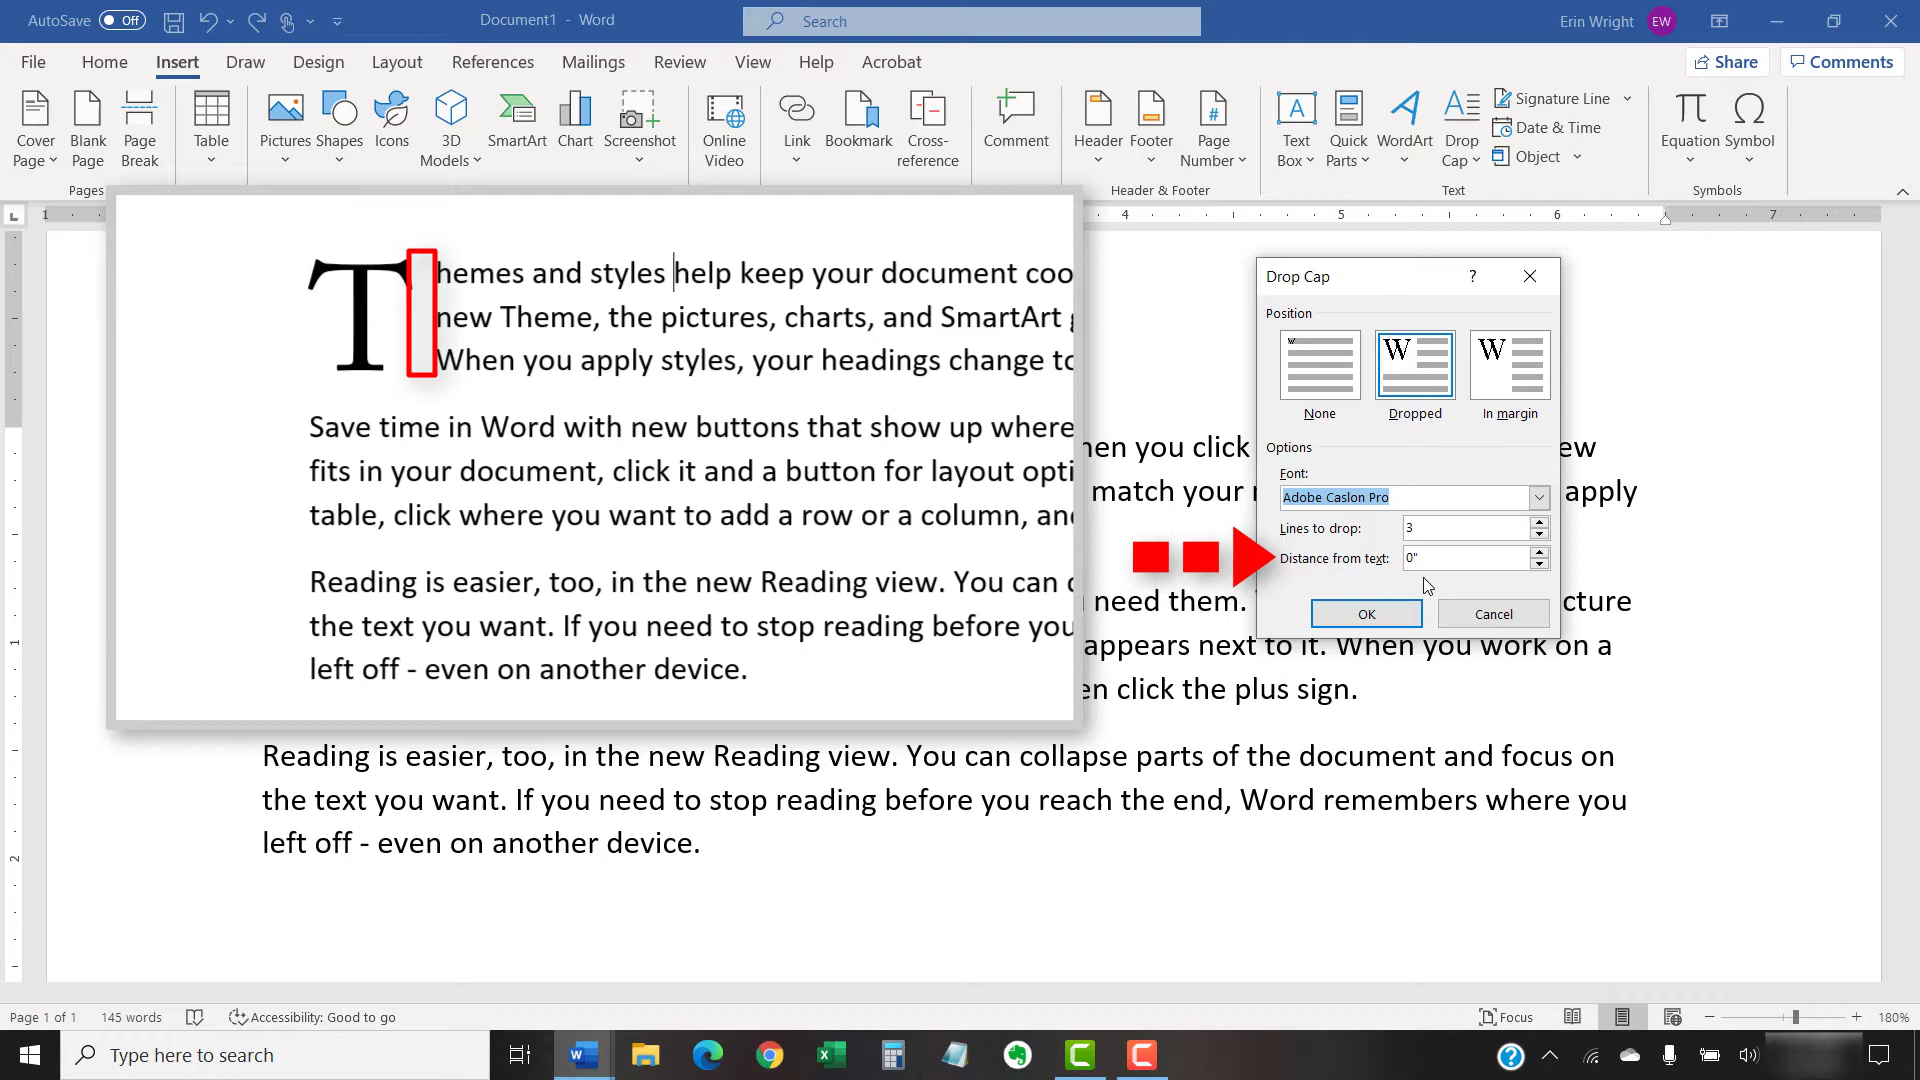 AutoSave Off
Document1 - Word
Search
Erin Wright EW
File Home Insert Draw Design Layout References Mailings Review View Help Acrobat
Share Comments
Cover Page
Blank Page
Page Break
Table
Pictures
Shapes
Icons
3D Models
SmartArt
Chart
Screenshot
Online Video
Link
Bookmark
Cross-reference
Comment
Header
Footer
Page Number
Text Box
Quick Parts
WordArt
Drop Cap
Signature Line
Date & Time
Object
Equation
Symbol
Pages
Header & Footer
Text
Symbols
1 4 5 6 7
Themes and styles help keep your document coo
new Theme, the pictures, charts, and SmartArt
When you apply styles, your headings change to
Save time in Word with new buttons that show up where
fits in your document, click it and a button for layout opti
table, click where you want to add a row or a column, and
Reading is easier, too, in the new Reading view. You can
the text you want. If you need to stop reading before you
left off - even on another device.
Drop Cap ?
Position
W W W
None Dropped In margin
Options
Font:
Adobe Caslon Pro
Lines to drop: 3
Distance from text: 0"
OK Cancel
en you click ew
match your apply
need them. cture
appears next to it. When you work on a
en click the plus sign.
Reading is easier, too, in the new Reading view. You can collapse parts of the document and focus on
the text you want. If you need to stop reading before you reach the end, Word remembers where you
left off - even on another device.
1
2
Page 1 of 1 145 words Accessibility: Good to go
Focus 180%
Type here to search